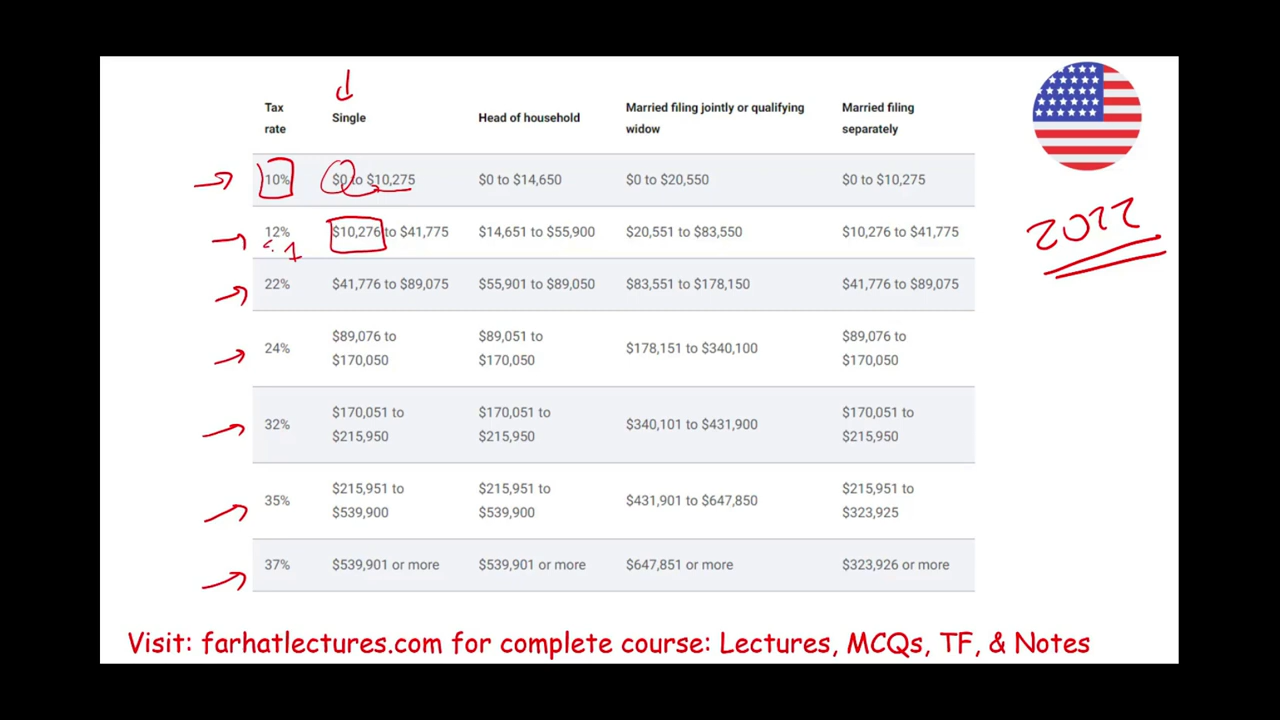 Tax rate Single Head of household Married filing jointly or qualifying widow Married filing separately
10% $0 to $10,275 $0 to $14,650 $0 to $20,550 $0 to $10,275
12% $10,276 to $41,775 $14,651 to $55,900 $20,551 to $83,550 $10,276 to $41,775
22% $41,776 to $89,075 $55,901 to $89,050 $83,551 to $178,150 $41,776 to $89,075
24% $89,076 to $170,050 $89,051 to $170,050 $178,151 to $340,100 $89,076 to $170,050
32% $170,051 to $215,950 $170,051 to $215,950 $340,101 to $431,900 $170,051 to $215,950
35% $215,951 to $539,900 $215,951 to $539,900 $431,901 to $647,850 $215,951 to $323,925
37% $539,901 or more $539,901 or more $647,851 or more $323,926 or more
2022
Visit: farhatlectures.com for complete course: Lectures, MCQs, TF, & Notes